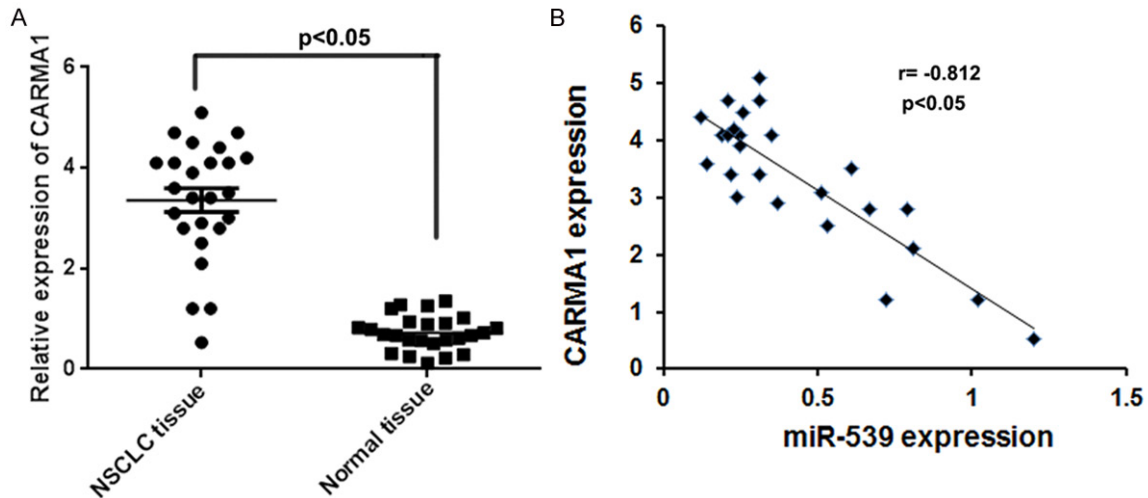 A
p<0.05
Relative expression of CARMA1
6
4
2
0
NSCLC tissue
Normal tissue
B
r= -0.812
p<0.05
CARMA1 expression
6
5
4
3
2
1
0
0
0.5
1
1.5
miR-539 expression